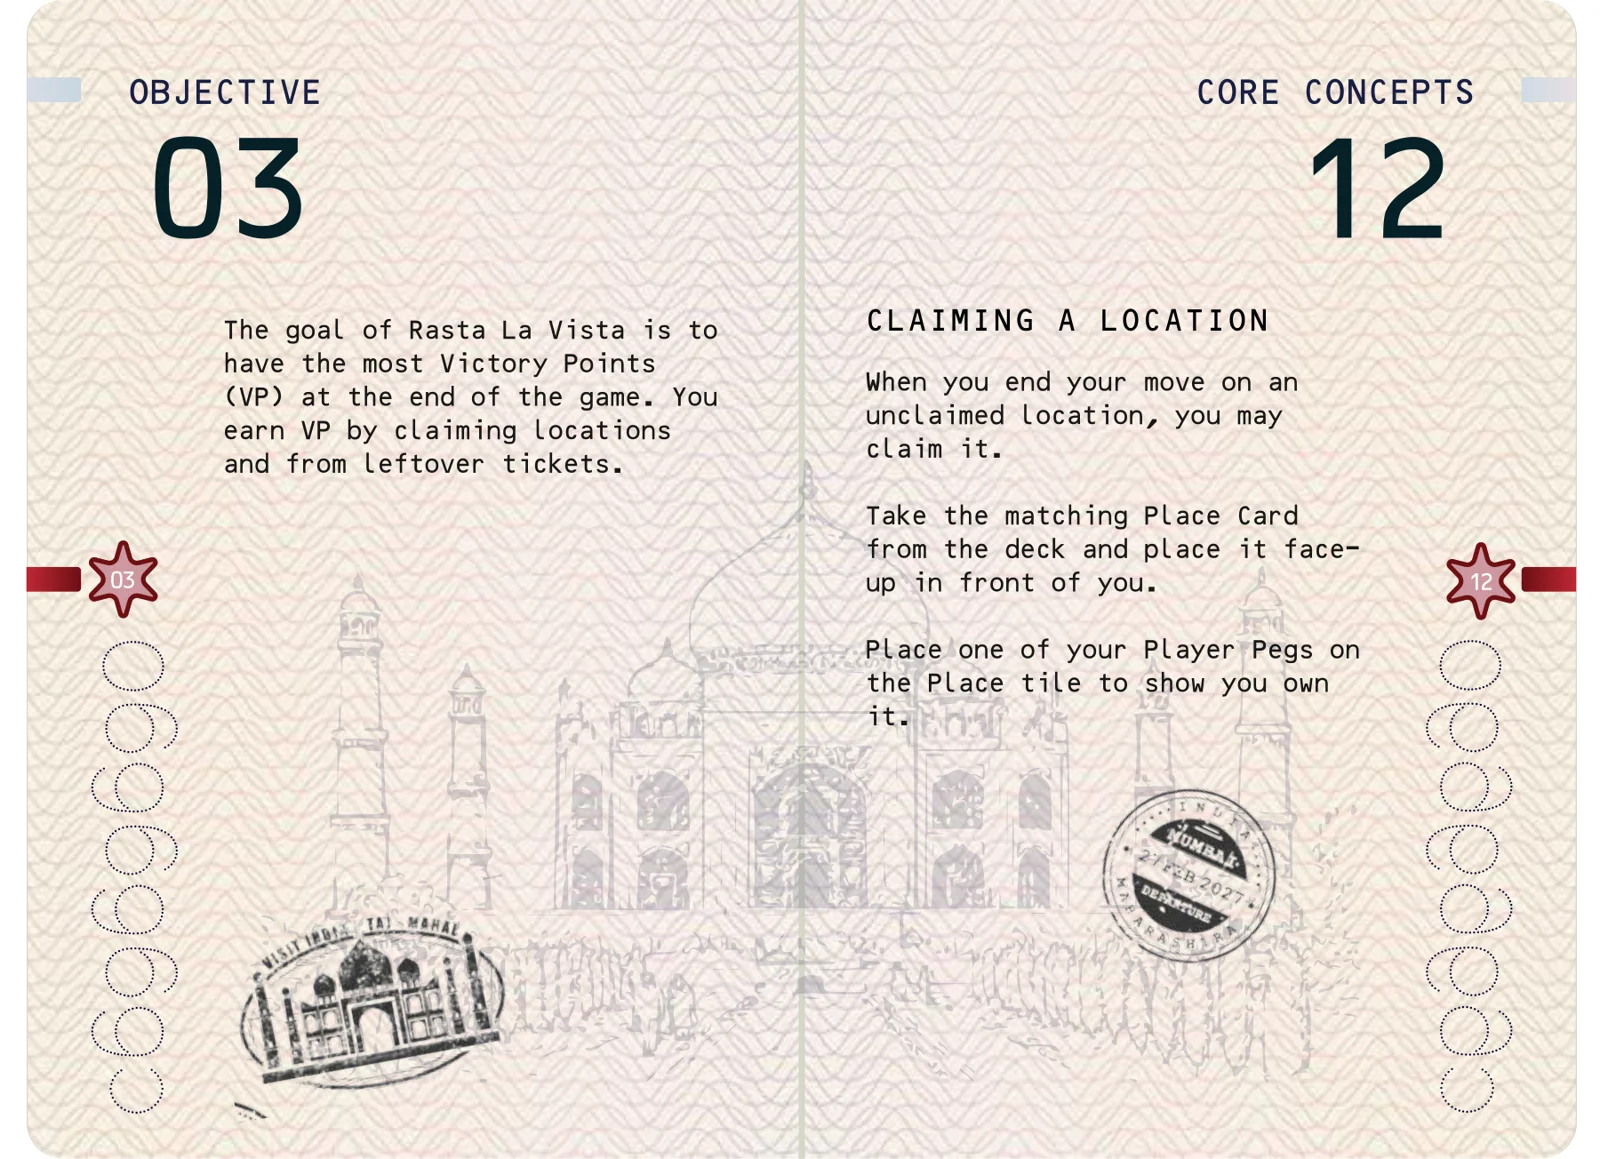 OBJECTIVE
03
The goal of Rasta La Vista is to
have the most Victory Points
(VP) at the end of the game. You
earn VP by claiming locations
and from leftover tickets.
03
VISIT INDIA TAJ MAHAL
CORE CONCEPTS
12
CLAIMING A LOCATION
When you end your move on an
unclaimed location, you may
claim it.
Take the matching Place Card
from the deck and place it face-
up in front of you.
Place one of your Player Pegs on
the Place tile to show you own
it.
12
INDIA
MUMBAI
27 FEB 2027
DEPARTURE